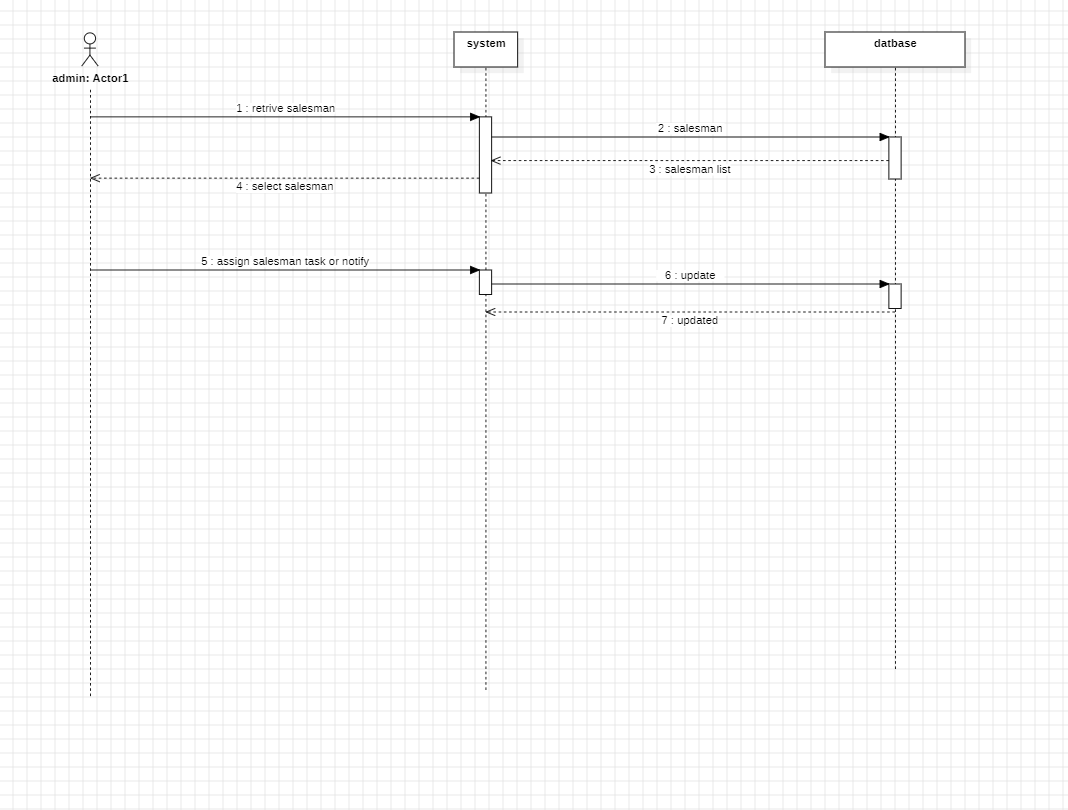 system
datbase
admin: Actor1
1 : retrive salesman
2 : salesman
3 : salesman list
4 : select salesman
5 : assign salesman task or notify
6 : update
7 : updated